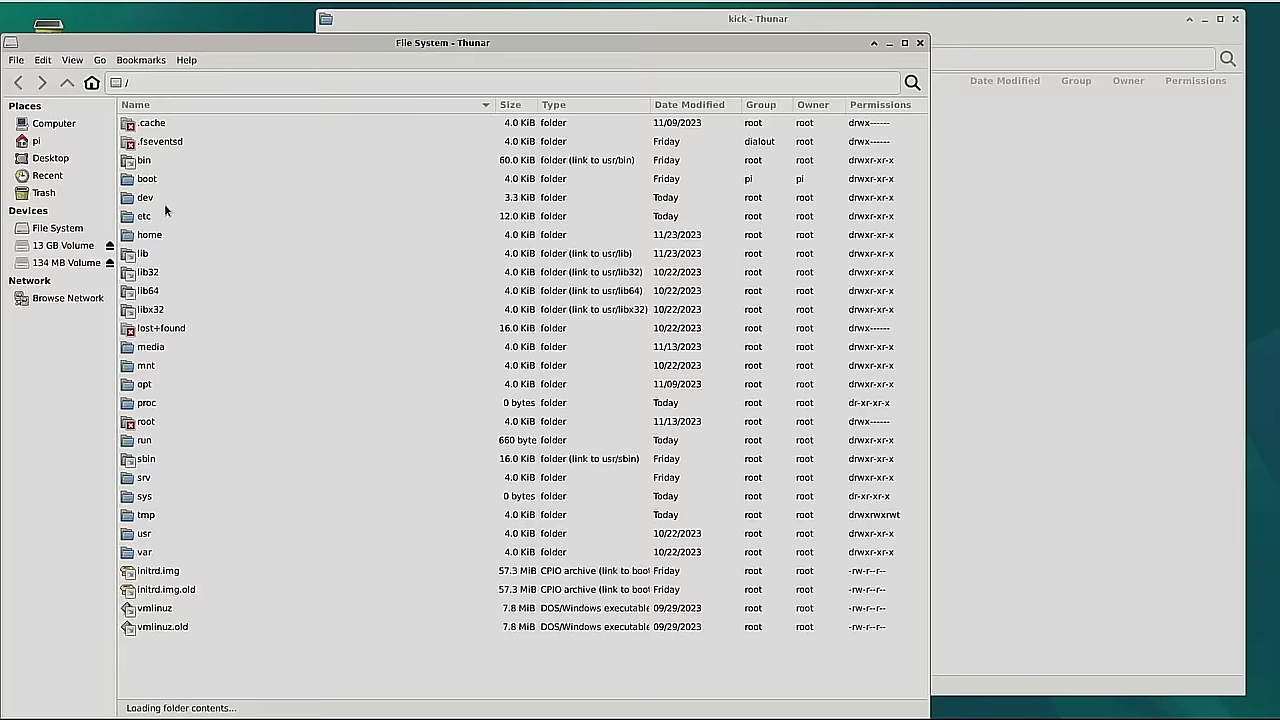 kick - Thunar
File System - Thunar
File Edit View Go Bookmarks Help
/
Places
Computer
pi
Desktop
Recent
Trash
Devices
File System
13 GB Volume
134 MB Volume
Network
Browse Network
Name Size Type Date Modified Group Owner Permissions
.cache 4.0 KiB folder 11/09/2023 root root drwx------
.fseventsd 4.0 KiB folder Friday dialout root drwx------
bin 60.0 KiB folder (link to usr/bin) Friday root root drwxr-xr-x
boot 4.0 KiB folder Friday pi pi drwxr-xr-x
dev 3.3 KiB folder Today root root drwxr-xr-x
etc 12.0 KiB folder Today root root drwxr-xr-x
home 4.0 KiB folder 11/23/2023 root root drwxr-xr-x
lib 4.0 KiB folder (link to usr/lib) 11/23/2023 root root drwxr-xr-x
lib32 4.0 KiB folder (link to usr/lib32) 10/22/2023 root root drwxr-xr-x
lib64 4.0 KiB folder (link to usr/lib64) 10/22/2023 root root drwxr-xr-x
libx32 4.0 KiB folder (link to usr/libx32) 10/22/2023 root root drwxr-xr-x
lost+found 16.0 KiB folder 10/22/2023 root root drwx------
media 4.0 KiB folder 11/13/2023 root root drwxr-xr-x
mnt 4.0 KiB folder 10/22/2023 root root drwxr-xr-x
opt 4.0 KiB folder 11/09/2023 root root drwxr-xr-x
proc 0 bytes folder Today root root dr-xr-xr-x
root 4.0 KiB folder 11/13/2023 root root drwx------
run 660 byte folder Today root root drwxr-xr-x
sbin 16.0 KiB folder (link to usr/sbin) Friday root root drwxr-xr-x
srv 4.0 KiB folder Friday root root drwxr-xr-x
sys 0 bytes folder Today root root dr-xr-xr-x
tmp 4.0 KiB folder Today root root drwxrwxrwt
usr 4.0 KiB folder 10/22/2023 root root drwxr-xr-x
var 4.0 KiB folder 10/22/2023 root root drwxr-xr-x
initrd.img 57.3 MiB CPIO archive (link to boot Friday root root -rw-r--r--
initrd.img.old 57.3 MiB CPIO archive (link to boot Friday root root -rw-r--r--
vmlinuz 7.8 MiB DOS/Windows executable 09/29/2023 root root -rw-r--r--
vmlinuz.old 7.8 MiB DOS/Windows executable 09/29/2023 root root -rw-r--r--
Loading folder contents...
Date Modified Group Owner Permissions